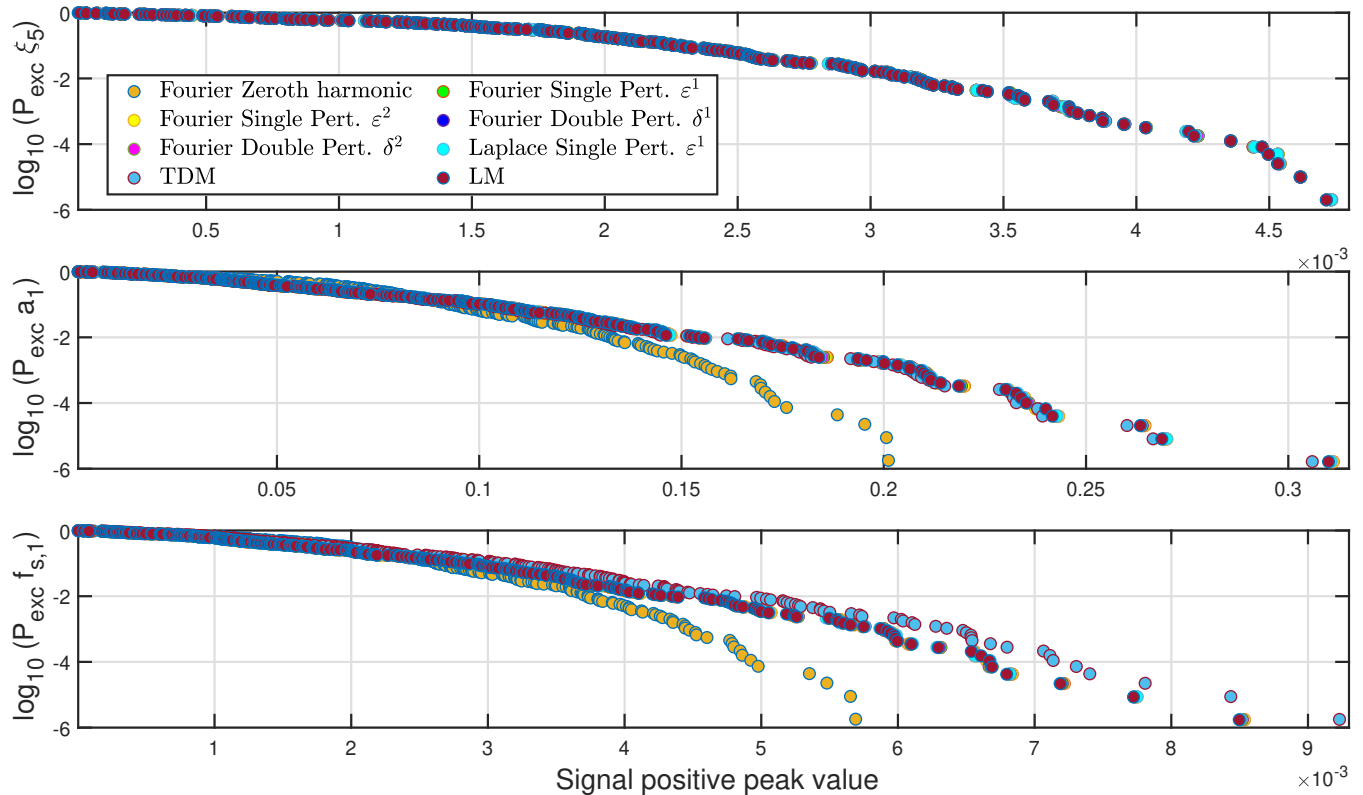 0
-2
-4
-6
log₁₀ (P_exc ξ₅)
Fourier Zeroth harmonic
Fourier Single Pert. ε¹
Fourier Single Pert. ε²
Fourier Double Pert. δ¹
Fourier Double Pert. δ²
Laplace Single Pert. ε¹
TDM
LM
0.5 1 1.5 2 2.5 3 3.5 4 4.5
×10⁻³
0
-2
-4
-6
log₁₀ (P_exc a₁)
0.05 0.1 0.15 0.2 0.25 0.3
0
-2
-4
-6
log₁₀ (P_exc f_s,1)
1 2 3 4 5 6 7 8 9
Signal positive peak value
×10⁻³